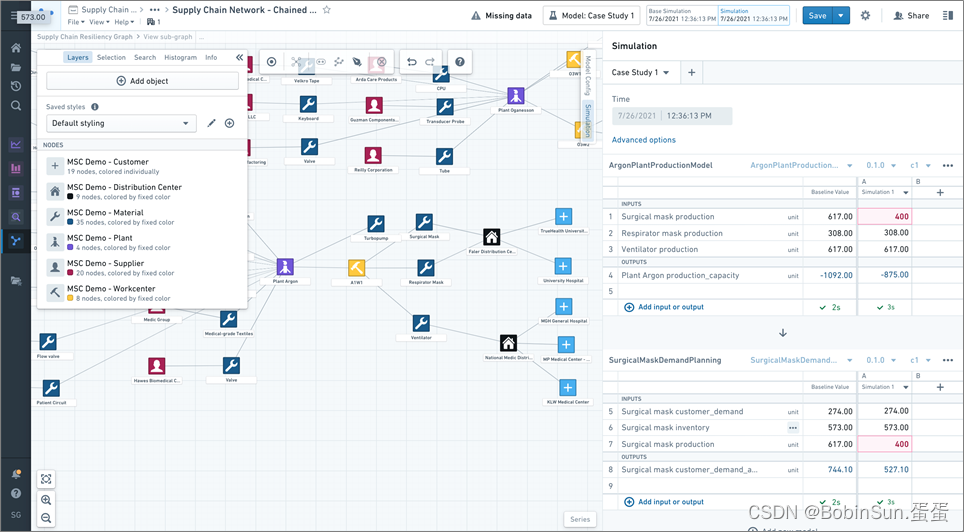 573.00
Supply Chain ... > ... > Supply Chain Network - Chained ...
File View Help 1
Missing data
Model: Case Study 1
Base Simulation
7/26/2021 12:36:13 PM
Simulation
7/26/2021 12:36:13 PM
Save
Share
Supply Chain Resiliency Graph > View sub-graph ...
Layers Selection Search Histogram Info
Add object
Saved styles
Default styling
NODES
MSC Demo - Customer
19 nodes, colored individually
MSC Demo - Distribution Center
9 nodes, colored by fixed color
MSC Demo - Material
35 nodes, colored by fixed color
MSC Demo - Plant
4 nodes, colored by fixed color
MSC Demo - Supplier
20 nodes, colored by fixed color
MSC Demo - Workcenter
8 nodes, colored by fixed color
Velkro Tape
Arda Care Products
CPU
Keyboard
Guzman Components...
Transducer Probe
Plant Oganesson
Valve
Reilly Corporation
Tube
Turbopump
Surgical Mask
Falar Distribution Ce...
TrueHealth Universit...
Plant Argon
A1W1
Respirator Mask
University Hospital
Medic Group
Medical-grade Textiles
Ventilator
MGH General Hospital
Flow valve
National Medic Distri...
MP Medical Center -...
Hawes Biomedical C...
Valve
Patient Circuit
KLW Medical Center
Series
SG
Model Config
Simulation
Simulation
Case Study 1
Time
7/26/2021 12:36:13 PM
Advanced options
ArgonPlantProductionModel ArgonPlantProduction... 0.1.0 c1
A B
Baseline Value Simulation 1
INPUTS
1 Surgical mask production unit 617.00 400
2 Respirator mask production unit 308.00 308.00
3 Ventilator production unit 617.00 617.00
OUTPUTS
4 Plant Argon production_capacity unit -1092.00 -875.00
5
Add input or output 2s 3s
SurgicalMaskDemandPlanning SurgicalMaskDemand... 0.1.0 c1
A B
Baseline Value Simulation 1
INPUTS
5 Surgical mask customer_demand unit 274.00 274.00
6 Surgical mask inventory ... 573.00 573.00
7 Surgical mask production unit 617.00 400
OUTPUTS
8 Surgical mask customer_demand_a... unit 744.10 527.10
9
Add input or output 2s 3s
CSDN @BobinSun.蛋蛋